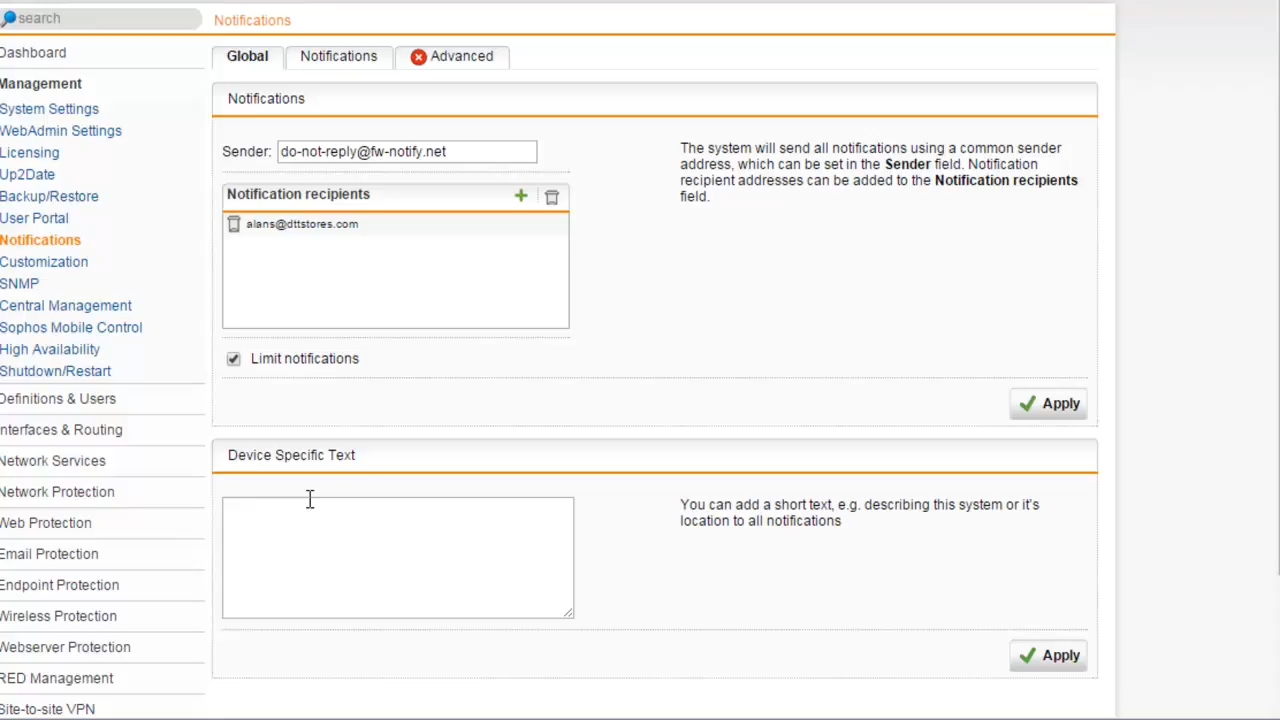 search
Notifications
Dashboard
Management
System Settings
WebAdmin Settings
Licensing
Up2Date
Backup/Restore
User Portal
Notifications
Customization
SNMP
Central Management
Sophos Mobile Control
High Availability
Shutdown/Restart
Definitions & Users
nterfaces & Routing
Network Services
Network Protection
Web Protection
Email Protection
Endpoint Protection
Wireless Protection
Webserver Protection
RED Management
Site-to-site VPN
Global Notifications Advanced
Notifications
Sender: do-not-reply@fw-notify.net
Notification recipients
alans@dttstores.com
Limit notifications
The system will send all notifications using a common sender
address, which can be set in the Sender field. Notification
recipient addresses can be added to the Notification recipients
field.
Apply
Device Specific Text
You can add a short text, e.g. describing this system or it's
location to all notifications
Apply